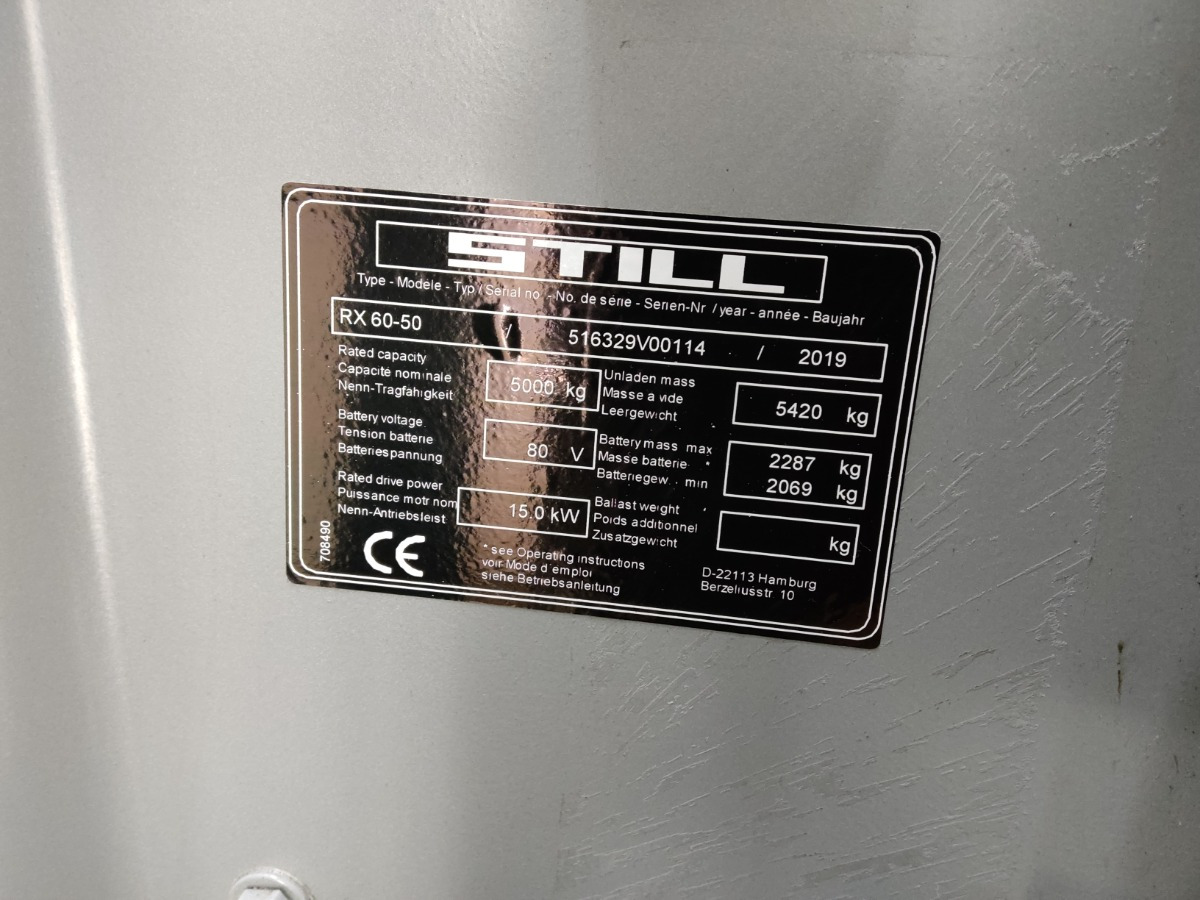 STILL
Type - Modele - Typ / Serial no. - No. de série - Serien-Nr / year - année - Baujahr
RX 60-50 / 516329V00114 / 2019
Rated capacity
Capacité nominale
Nenn-Tragfähigkeit
5000 kg
Unladen mass
Masse à vide
Leergewicht
5420 kg
Battery voltage
Tension batterie
Batteriespannung
80 V
Battery mass max
Masse batterie *
Batteriegew. min
2287 kg
2069 kg
Rated drive power
Puissance motr nom
Nenn-Antriebsleist
15.0 kW
Ballast weight
Poids additionnel
Zusatzgewicht
kg
708490
CE
* see Operating instructions
voir Mode d'emploi
siehe Betriebsanleitung
D-22113 Hamburg
Berzeliusstr. 10